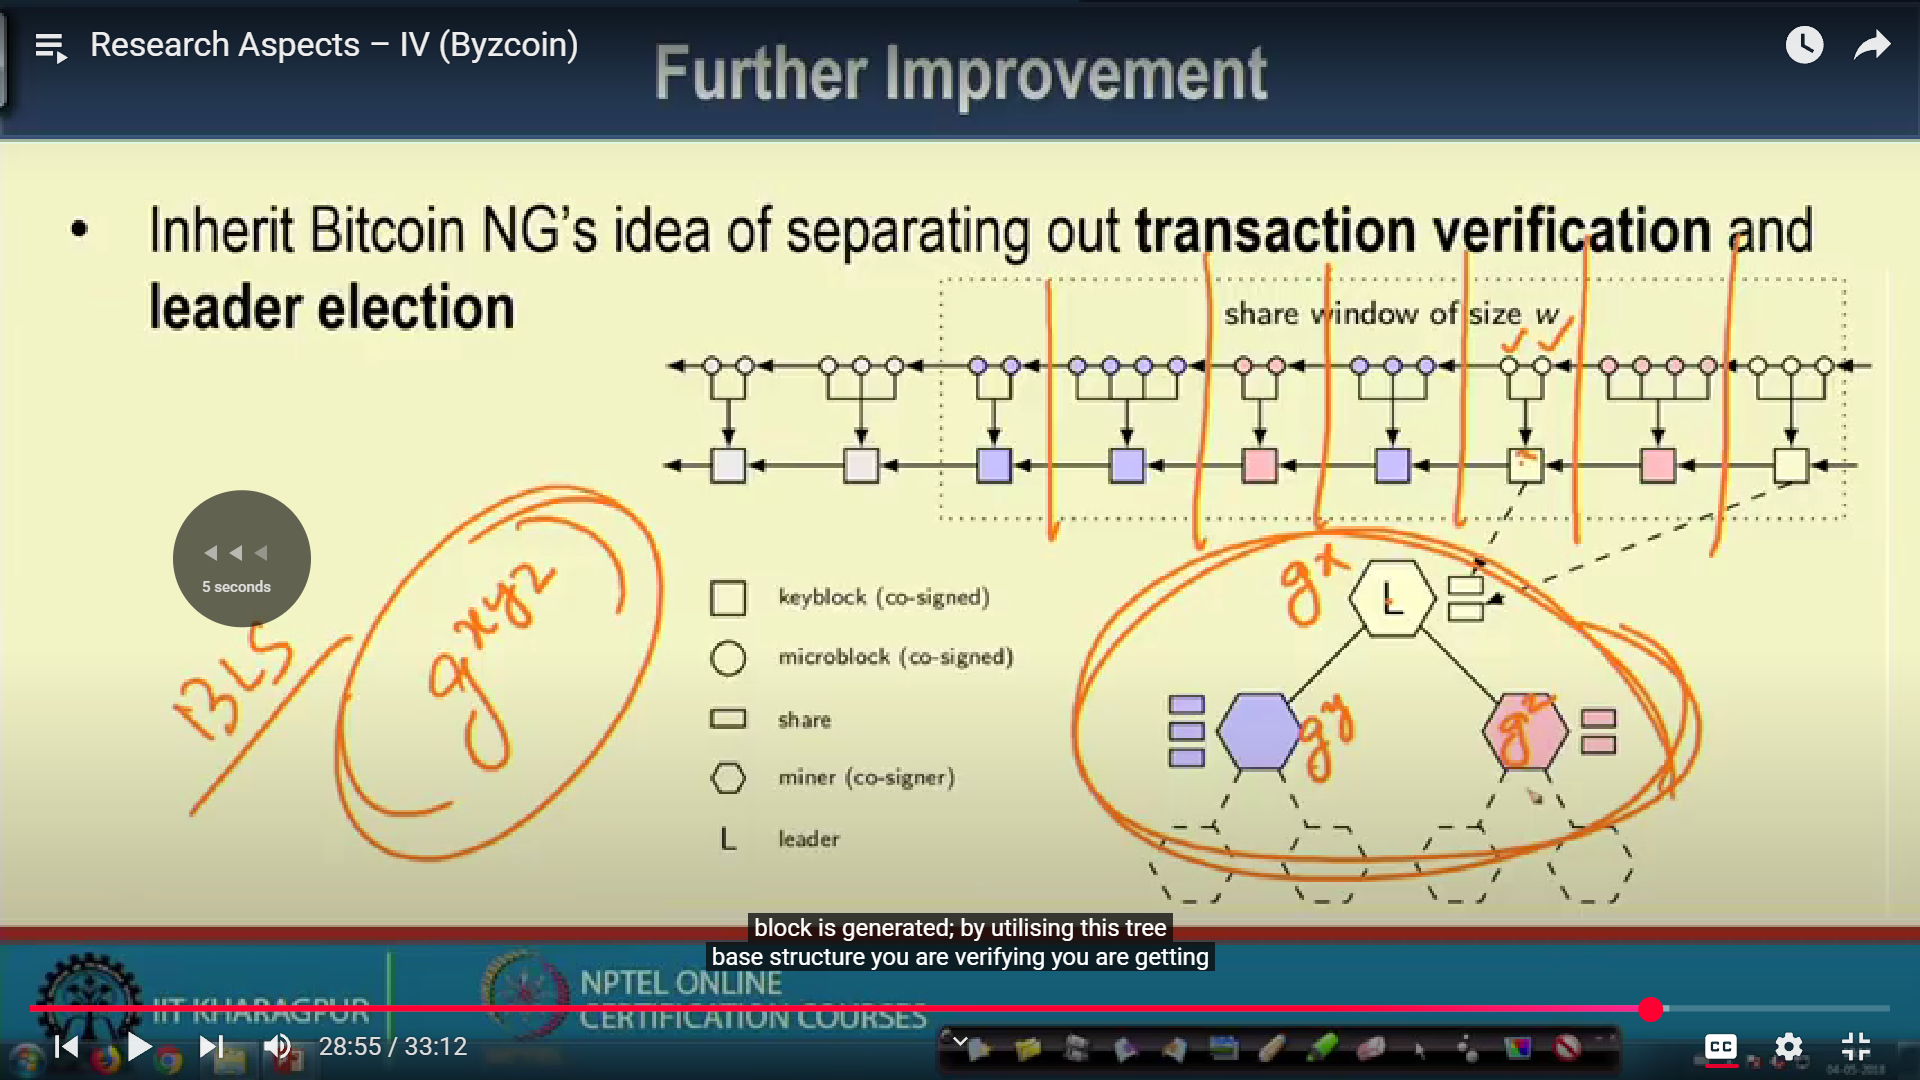 Research Aspects – IV (Byzcoin)
Further Improvement
• Inherit Bitcoin NG's idea of separating out transaction verification and
leader election
share window of size w
5 seconds
BLS
g^xyz
g^x
L
g^y
g^z
keyblock (co-signed)
microblock (co-signed)
share
miner (co-signer)
L leader
block is generated; by utilising this tree
base structure you are verifying you are getting
IIT KHARAGPUR
NPTEL ONLINE
CERTIFICATION COURSES
28:55 / 33:12
CC
04-05-2018